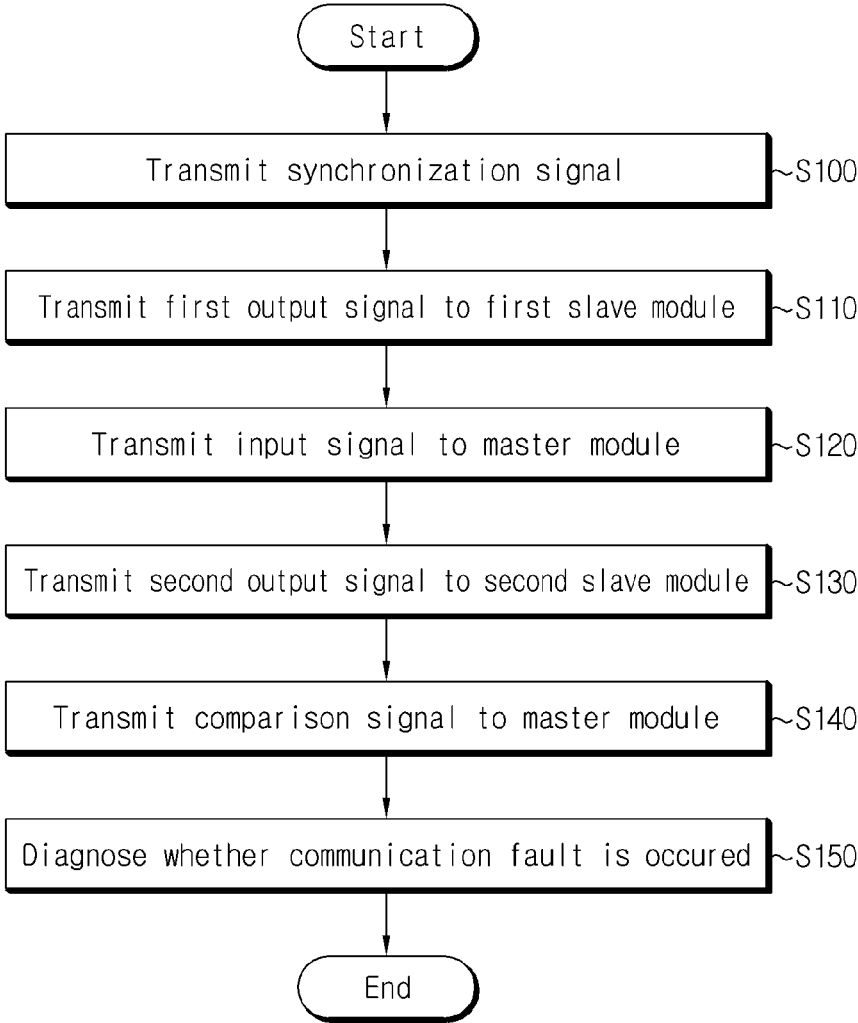 Start
Transmit synchronization signal
S100
Transmit first output signal to first slave module
S110
Transmit input signal to master module
S120
Transmit second output signal to second slave module
S130
Transmit comparison signal to master module
S140
Diagnose whether communication fault is occured
S150
End